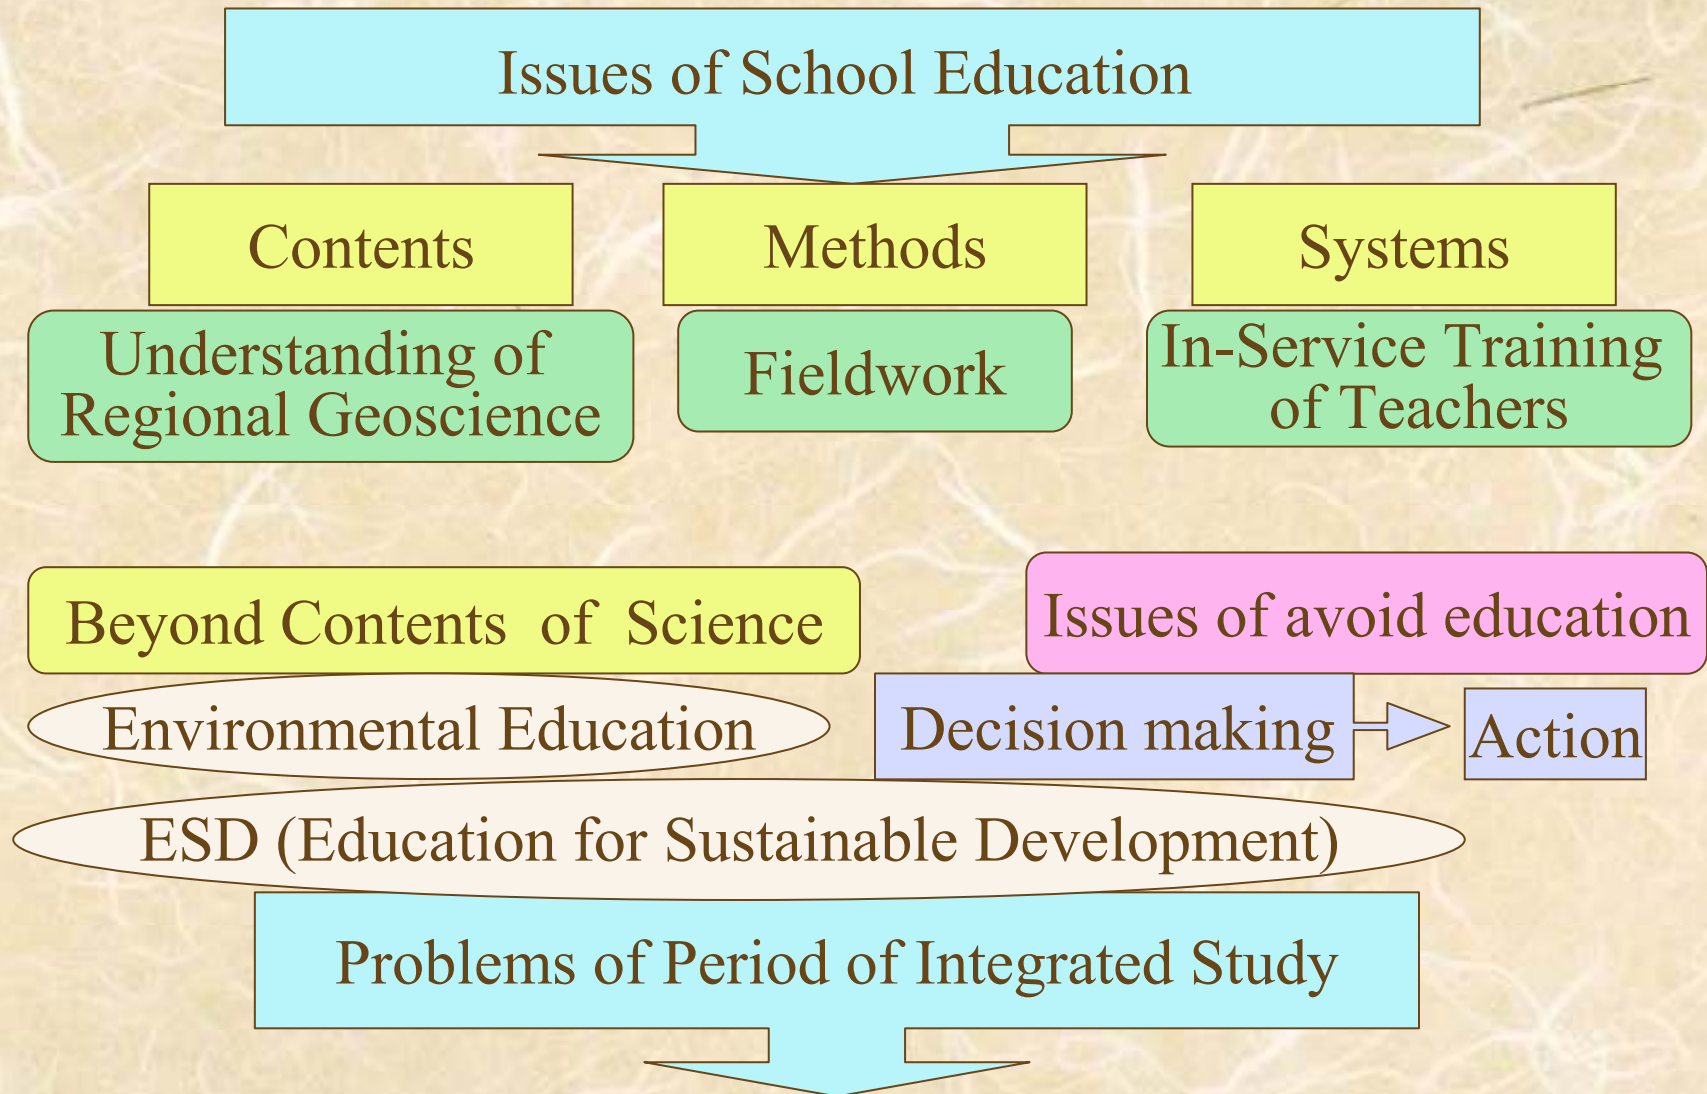 Issues of School Education
Contents
Methods
Systems
Understanding of
Regional Geoscience
Fieldwork
In-Service Training
of Teachers
Beyond Contents of Science
Issues of avoid education
Environmental Education
Decision making
Action
ESD (Education for Sustainable Development)
Problems of Period of Integrated Study